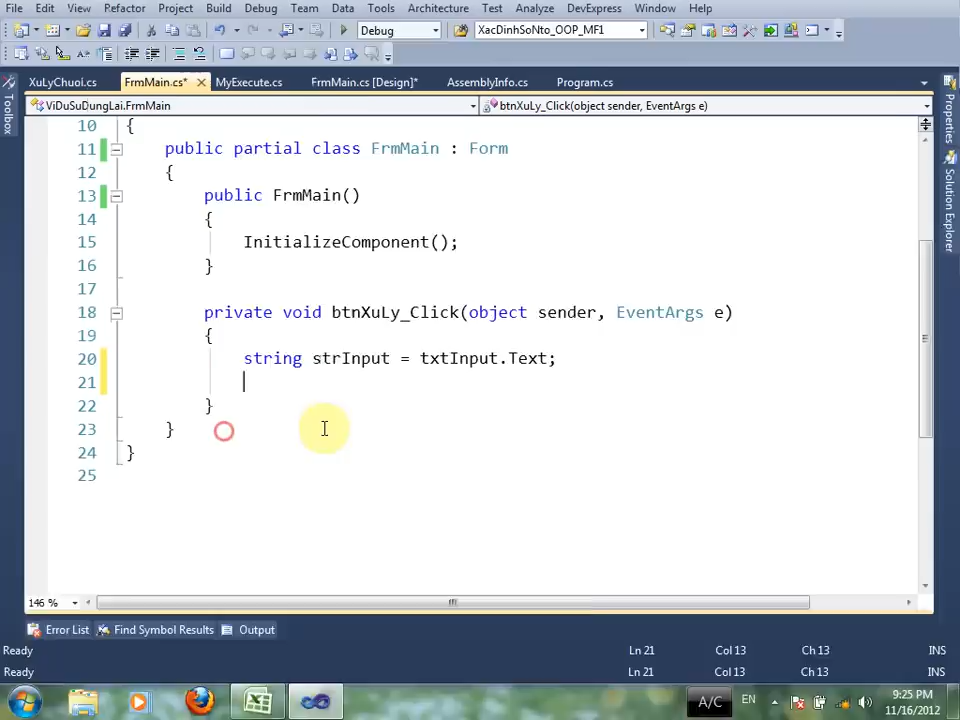 File Edit View Refactor Project Build Debug Team Data Tools Architecture Test Analyze DevExpress Window Help
Debug XacDinhSoNto_OOP_MF1
XuLyChuoi.cs FrmMain.cs* MyExecute.cs FrmMain.cs [Design]* AssemblyInfo.cs Program.cs
ViDuSuDungLai.FrmMain btnXuLy_Click(object sender, EventArgs e)
10 {
11 public partial class FrmMain : Form
12 {
13 public FrmMain()
14 {
15 InitializeComponent();
16 }
17
18 private void btnXuLy_Click(object sender, EventArgs e)
19 {
20 string strInput = txtInput.Text;
21
22 }
23 }
24 }
25
Toolbox
Properties
Solution Explorer
146 %
Error List Find Symbol Results Output
Ready Ln 21 Col 13 Ch 13 INS
Ready Ln 21 Col 13 Ch 13 INS
A/C EN 9:25 PM
11/16/2012